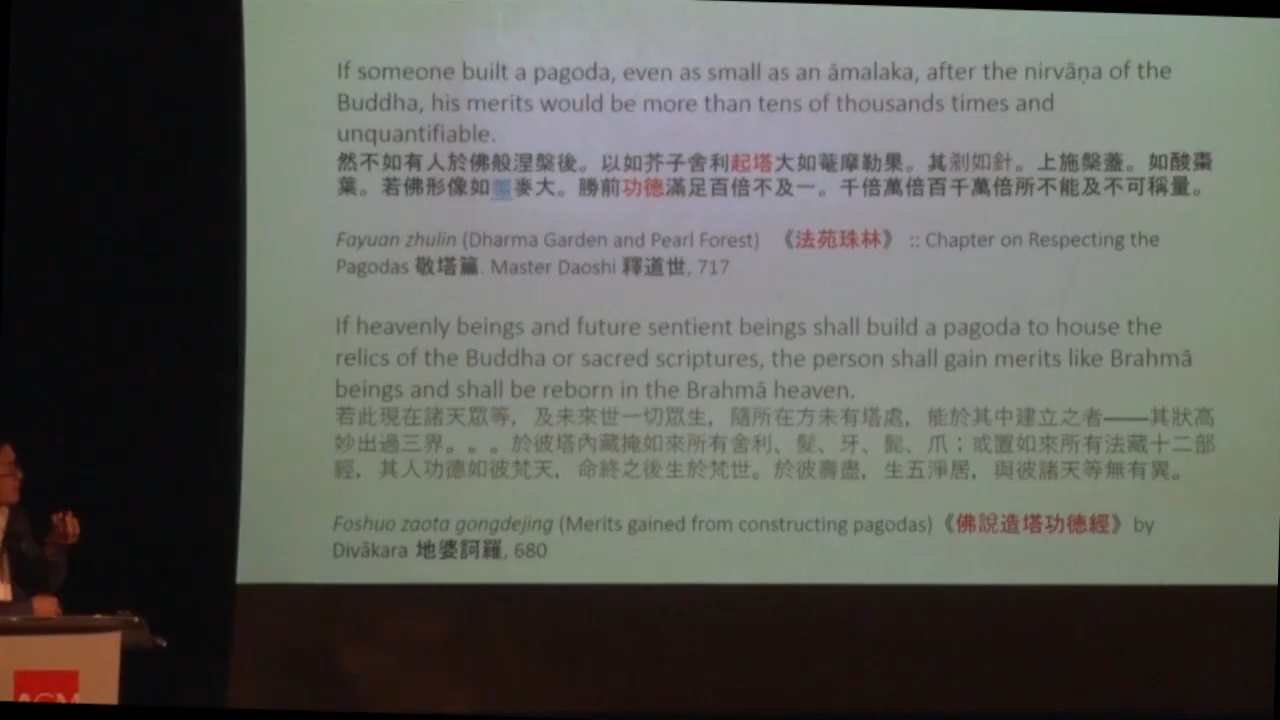 If someone built a pagoda, even as small as an āmalaka, after the nirvāṇa of the
Buddha, his merits would be more than tens of thousands times and
unquantifiable.
然不如有人於佛般涅槃後。以如芥子舍利起塔大如菴摩勒果。其剎如針。上施槃蓋。如酸棗
葉。若佛形像如麥大。勝前功德滿足百倍不及一。千倍萬倍百千萬倍所不能及不可稱量。
Fayuan zhulin (Dharma Garden and Pearl Forest) 《法苑珠林》 :: Chapter on Respecting the
Pagodas 敬塔篇. Master Daoshi 釋道世, 717
If heavenly beings and future sentient beings shall build a pagoda to house the
relics of the Buddha or sacred scriptures, the person shall gain merits like Brahmā
beings and shall be reborn in the Brahmā heaven.
若此現在諸天眾等，及未來世一切眾生，隨所在方未有塔處，能於其中建立之者——其狀高
妙出過三界。。。於彼塔內藏掩如來所有舍利、髮、牙、髭、爪；或置如來所有法藏十二部
經，其人功德如彼梵天，命終之後生於梵世。於彼壽盡，生五淨居，與彼諸天等無有異。
Foshuo zaota gongdejing (Merits gained from constructing pagodas)《佛說造塔功德經》by
Divākara 地婆訶羅, 680
ACM